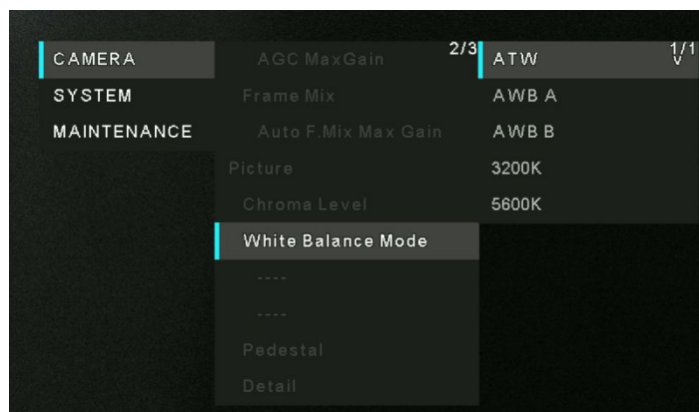 CAMERA
SYSTEM
MAINTENANCE
2/3
AGC MaxGain
Frame Mix
Auto F.Mix Max Gain
Picture
Chroma Level
White Balance Mode
----
----
Pedestal
Detail
1/1
ATW
AWB A
AWB B
3200K
5600K